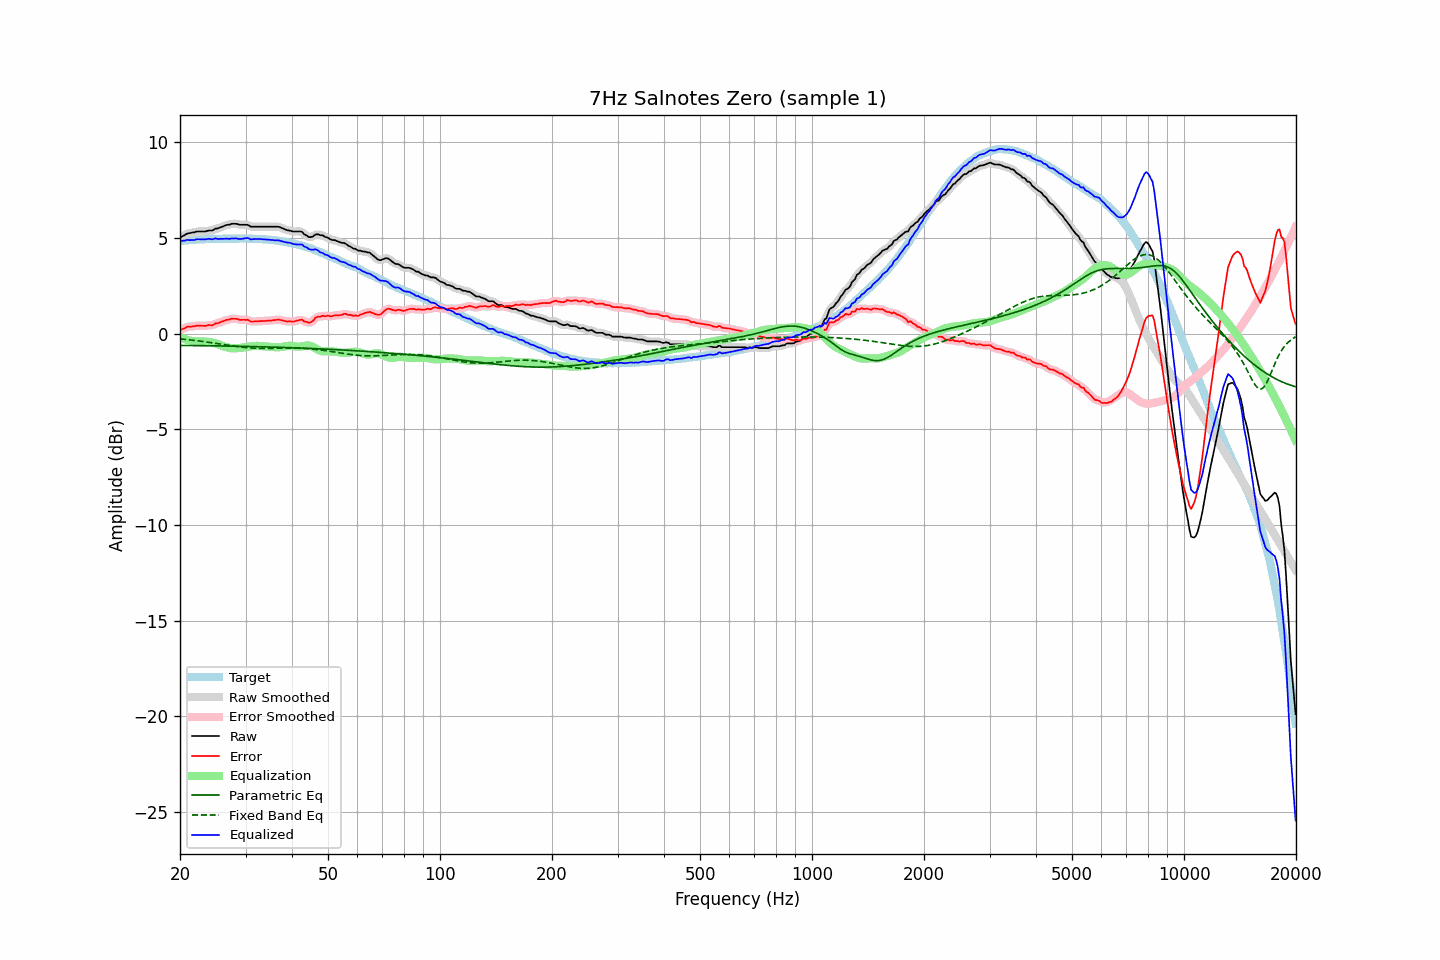 7Hz Salnotes Zero (sample 1)
10
5
0
−5
−10
−15
−20
−25
Amplitude (dBr)
Target
Raw Smoothed
Error Smoothed
Raw
Error
Equalization
Parametric Eq
Fixed Band Eq
Equalized
20 50 100 200 500 1000 2000 5000 10000 20000
Frequency (Hz)